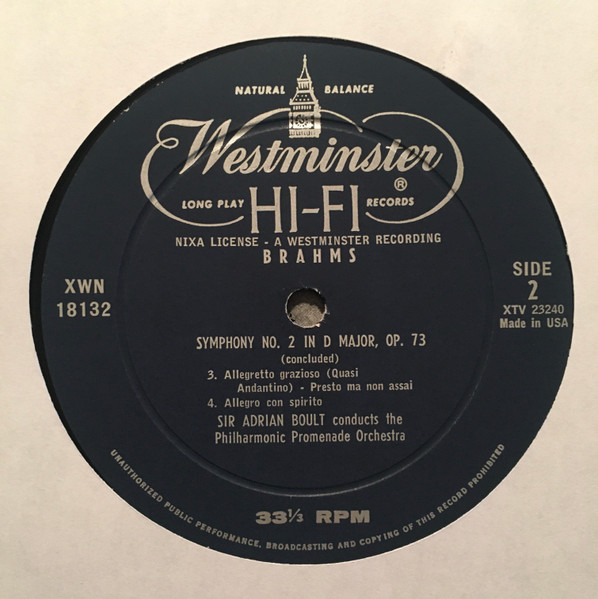 NATURAL BALANCE
Westminster ®
LONG PLAY HI-FI RECORDS
NIXA LICENSE - A WESTMINSTER RECORDING
BRAHMS
XWN
18132
SIDE
2
XTV 23240
Made in USA
SYMPHONY NO. 2 IN D MAJOR, OP. 73
(concluded)
3. Allegretto grazioso (Quasi
Andantino) - Presto ma non assai
4. Allegro con spirito
SIR ADRIAN BOULT conducts the
Philharmonic Promenade Orchestra
33⅓ RPM
UNAUTHORIZED PUBLIC PERFORMANCE, BROADCASTING AND COPYING OF THIS RECORD PROHIBITED